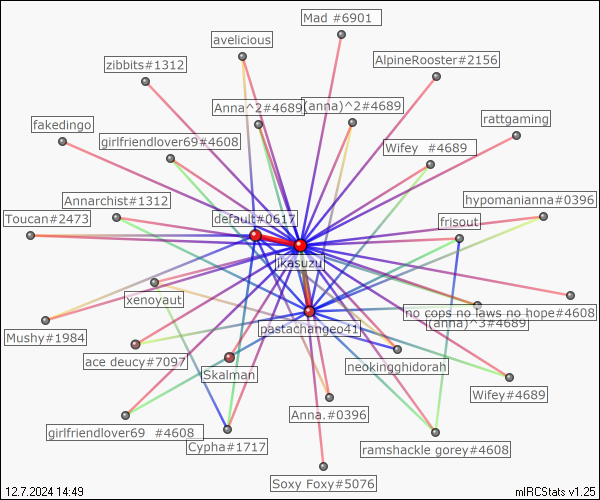 Mad #6901
avelicious
AlpineRooster#2156
zibbits#1312
Anna^2#4689
(anna)^2#4689
rattgaming
fakedingo
girlfriendlover69#4608
Wifey  #4689
Annarchist#1312
hypomanianna#0396
Toucan#2473
default#0617
frisout
ikasuzu
xenoyaut
no cops no laws no hope#4608
(anna)^3#4689
Mushy#1984
pastachangeo41
ace deucy#7097
neokingghidorah
Skalman
Wifey#4689
Anna.#0396
girlfriendlover69  #4608
Cypha#1717
ramshackle gorey#4608
Soxy Foxy#5076
12.7.2024 14:49
mIRCStats v1.25